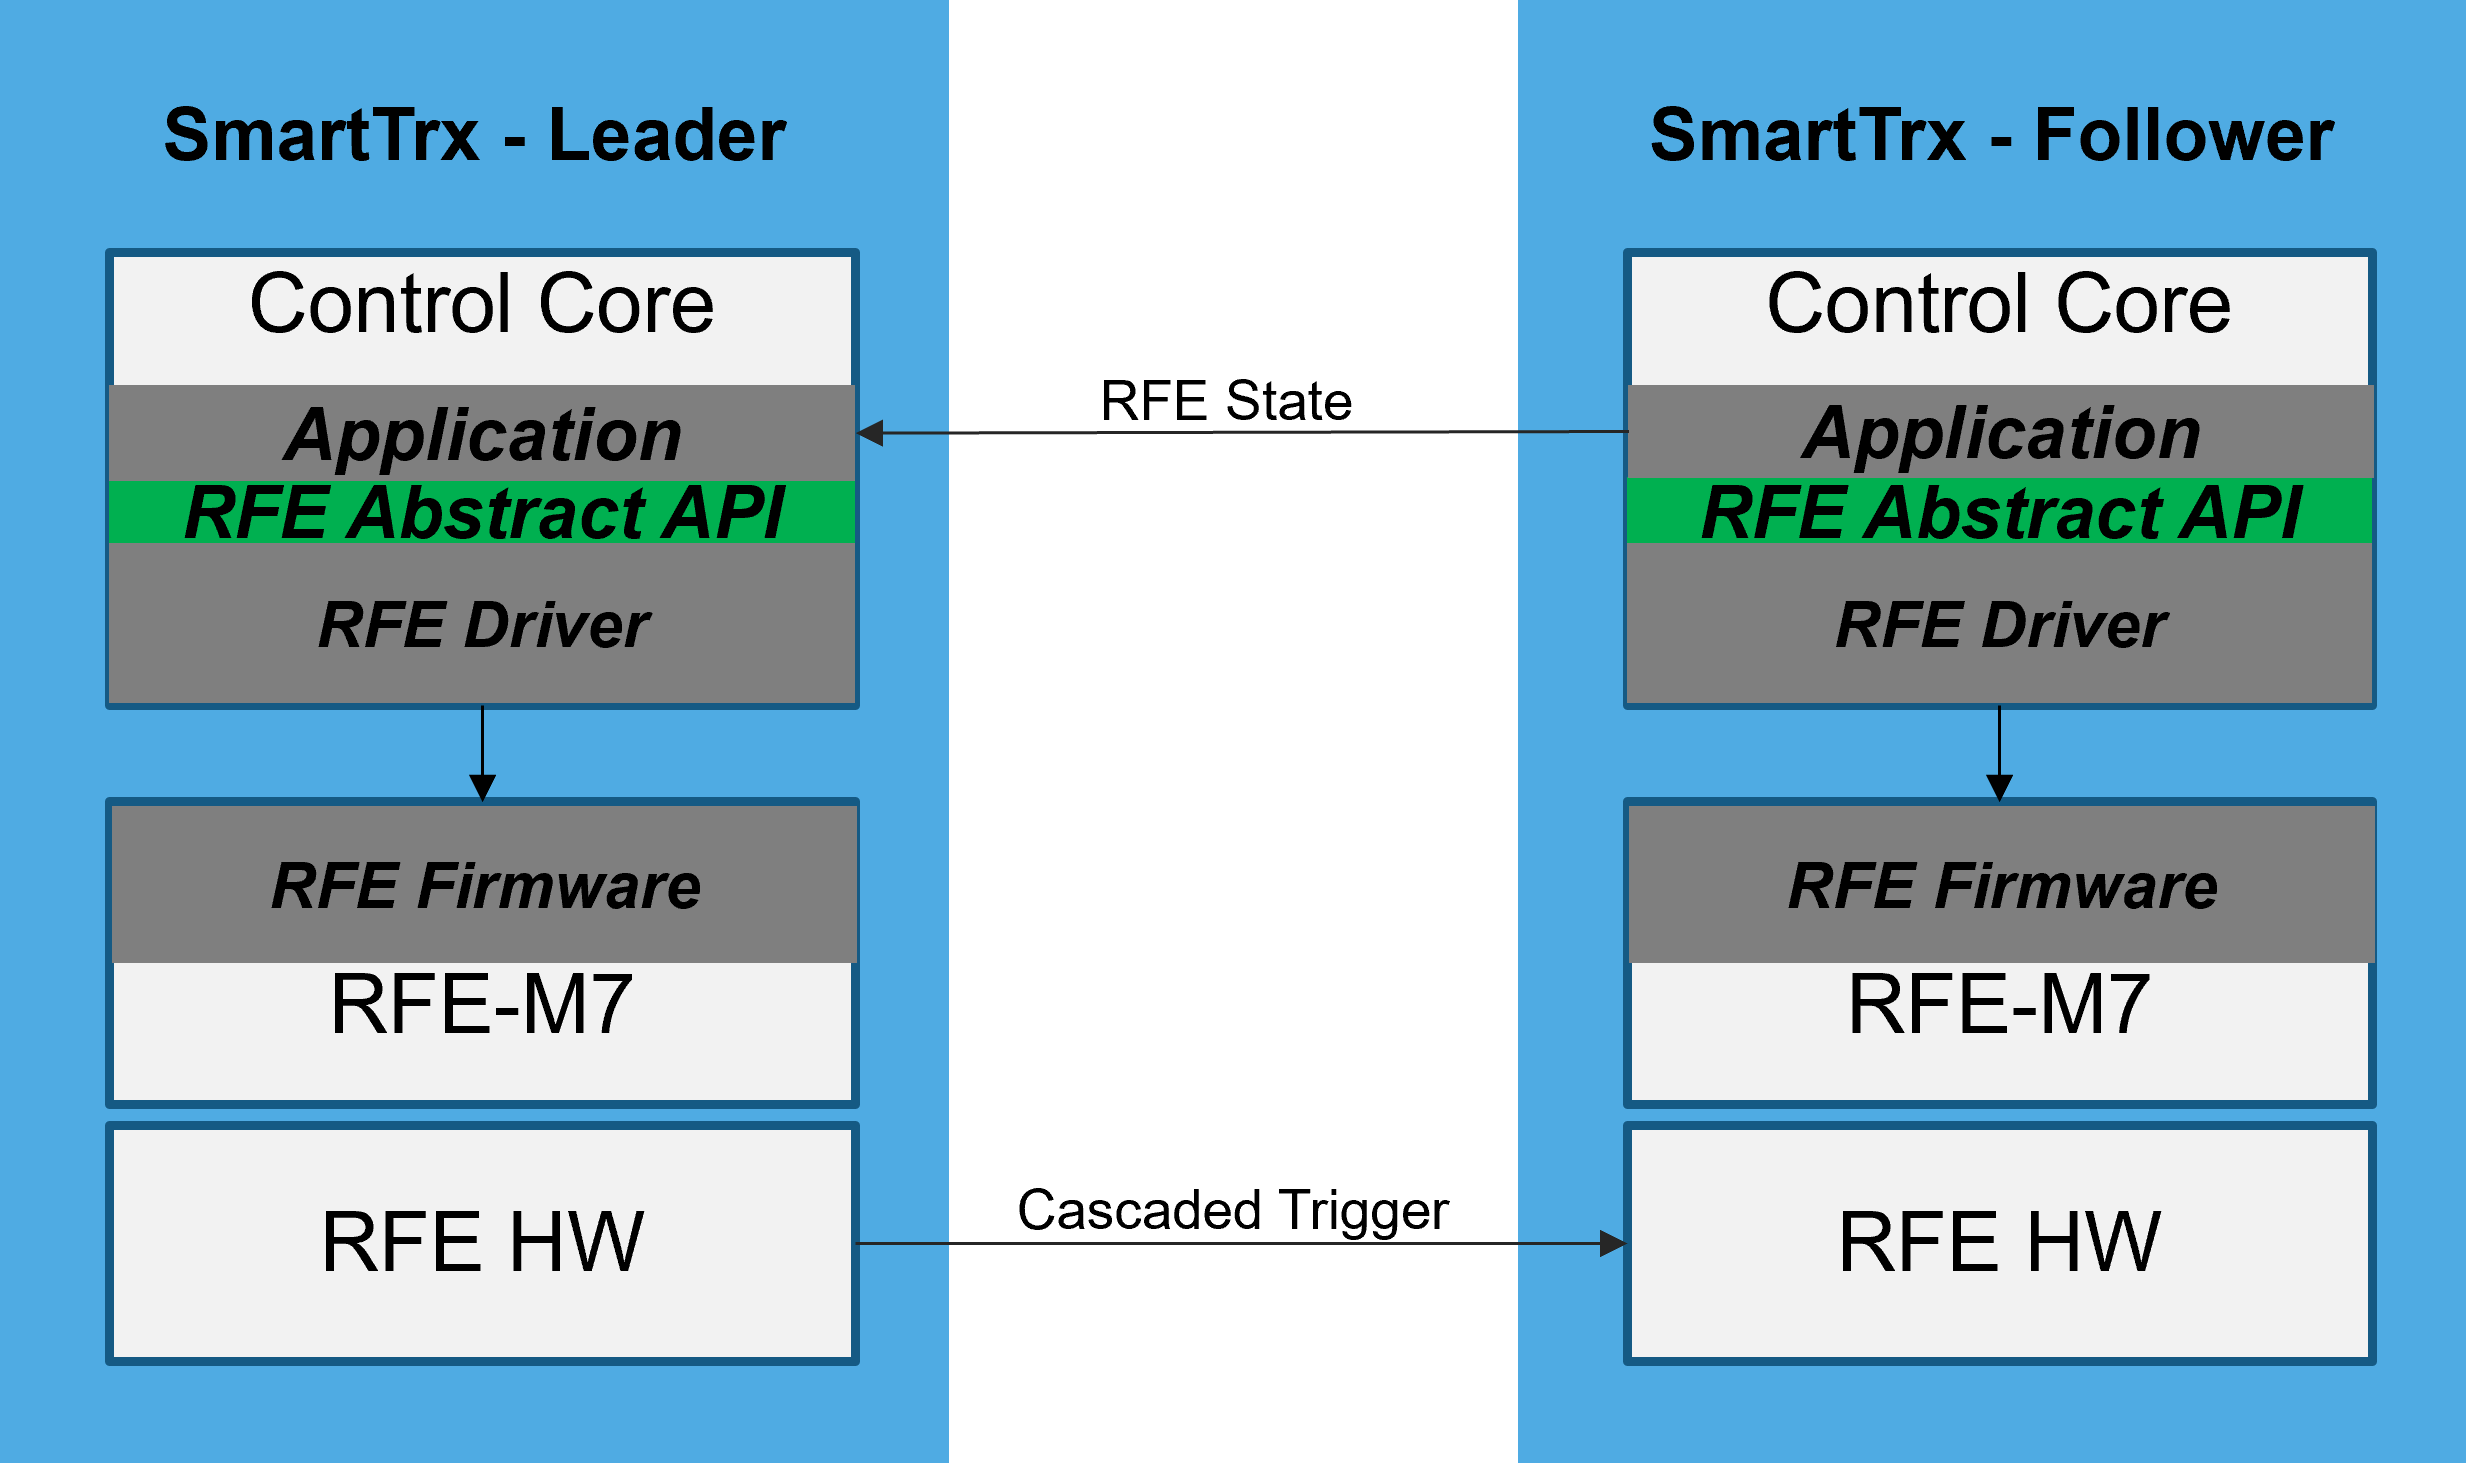 SmartTrx - Leader
Control Core
Application
RFE Abstract API
RFE Driver
RFE Firmware
RFE-M7
RFE HW
RFE State
Cascaded Trigger
SmartTrx - Follower
Control Core
Application
RFE Abstract API
RFE Driver
RFE Firmware
RFE-M7
RFE HW